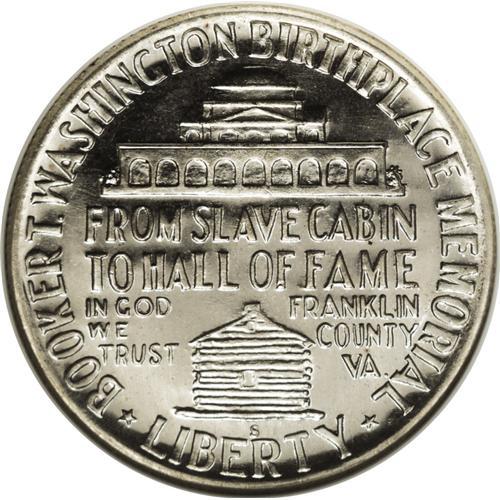 BOOKER T. WASHINGTON BIRTHPLACE MEMORIAL
FROM SLAVE CABIN
TO HALL OF FAME
IN GOD
WE
TRUST
FRANKLIN
COUNTY
VA.
S
LIBERTY